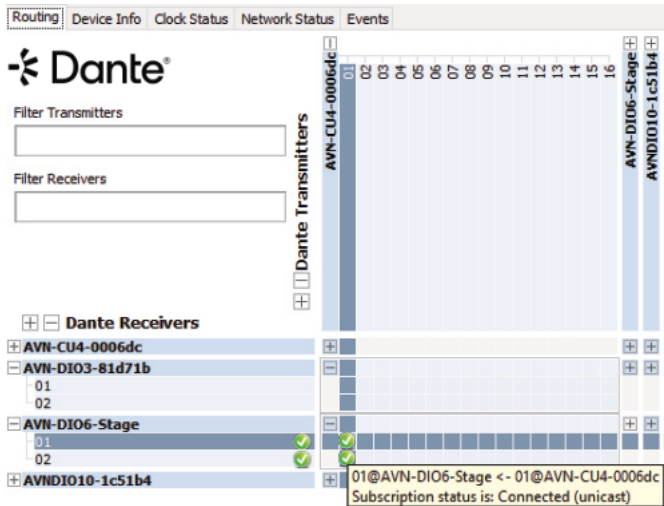 Routing Device Info Clock Status Network Status Events
Dante®
Filter Transmitters
Filter Receivers
Dante Transmitters
AVN-CU4-0006dc
01 02 03 04 05 06 07 08 09 10 11 12 13 14 15 16
AVN-DIO6-Stage
AVNDIO10-1c51b4
Dante Receivers
AVN-CU4-0006dc
AVN-DIO3-81d71b
01
02
AVN-DIO6-Stage
01
02
AVNDIO10-1c51b4
01@AVN-DIO6-Stage <- 01@AVN-CU4-0006dc
Subscription status is: Connected (unicast)